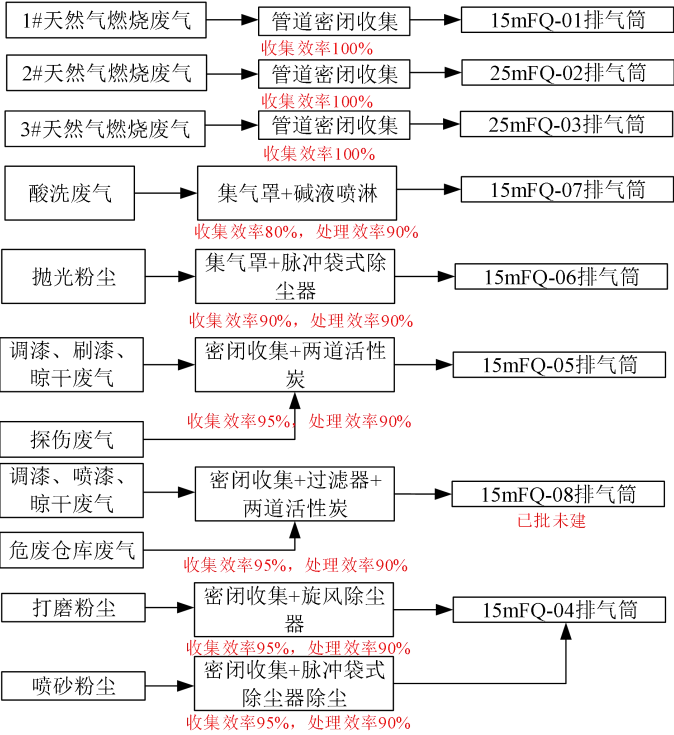 1#天然气燃烧废气
管道密闭收集
15mFQ-01排气筒
收集效率100%
2#天然气燃烧废气
管道密闭收集
25mFQ-02排气筒
收集效率100%
3#天然气燃烧废气
管道密闭收集
25mFQ-03排气筒
收集效率100%
酸洗废气
集气罩+碱液喷淋
15mFQ-07排气筒
收集效率80%，处理效率90%
抛光粉尘
集气罩+脉冲袋式除
尘器
15mFQ-06排气筒
收集效率90%，处理效率90%
调漆、刷漆、
晾干废气
密闭收集+两道活性
炭
15mFQ-05排气筒
收集效率95%，处理效率90%
探伤废气
调漆、喷漆、
晾干废气
密闭收集+过滤器+
两道活性炭
15mFQ-08排气筒
已批未建
危废仓库废气
收集效率95%，处理效率90%
打磨粉尘
密闭收集+旋风除尘
器
15mFQ-04排气筒
收集效率95%，处理效率90%
喷砂粉尘
密闭收集+脉冲袋式
除尘器除尘
收集效率95%，处理效率90%